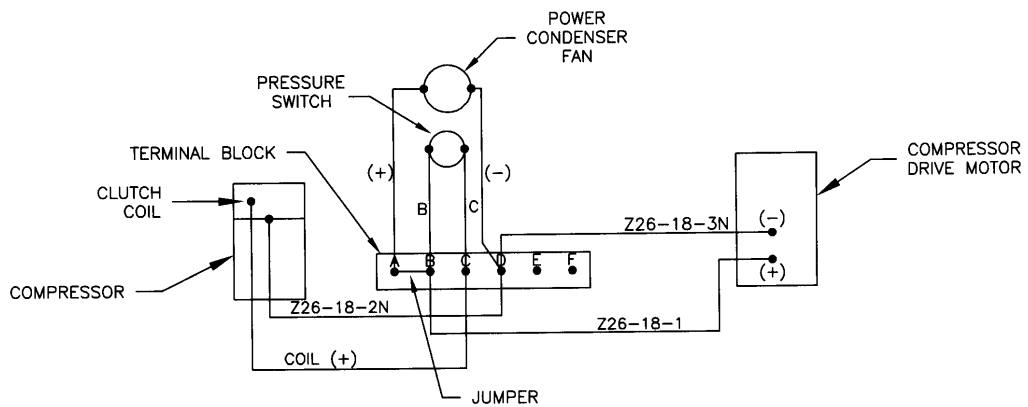 POWER
CONDENSER
FAN
PRESSURE
SWITCH
TERMINAL BLOCK
(+)
(-)
COMPRESSOR
DRIVE MOTOR
CLUTCH
COIL
B
C
Z26-18-3N
(-)
A B C D E F
(+)
COMPRESSOR
Z26-18-2N
Z26-18-1
COIL (+)
JUMPER